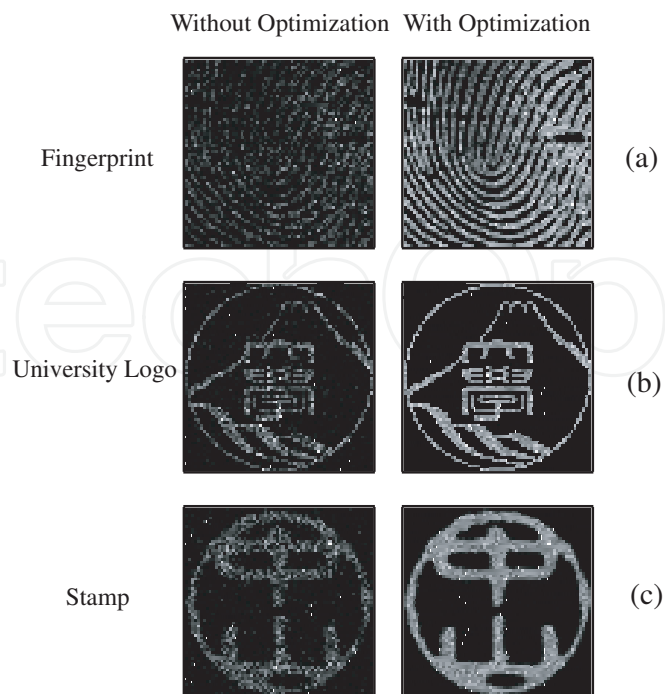 Without Optimization With Optimization
Fingerprint
(a)
University Logo
(b)
Stamp
(c)